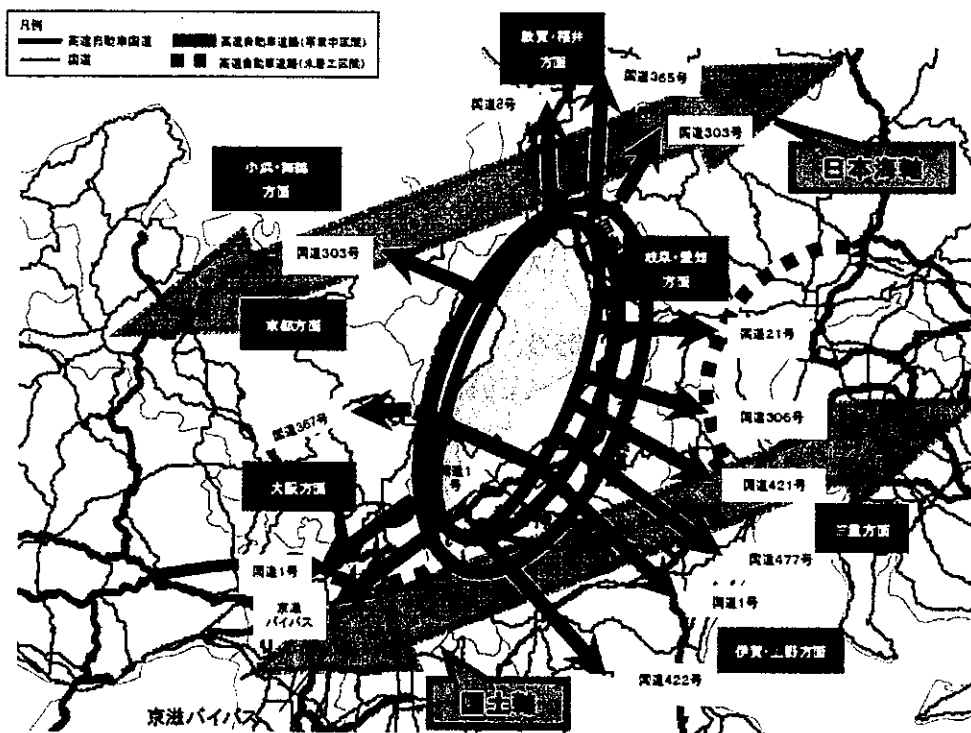 凡例
高速自動車国道
国道
高速自動車道路(事業中区間)
高速自動車道路(未着工区間)
敦賀・福井
方面
国道365号
国道8号
国道303号
日本海軸
小浜・舞鶴
方面
国道303号
岐阜・愛知
方面
京都方面
国道21号
国道367号
国道306号
国道1
号
大阪方面
国道421号
三重方面
国道1号
国道477号
京滋
バイパス
国道1号
伊賀・上野方面
国道422号
国土軸
京滋バイパス